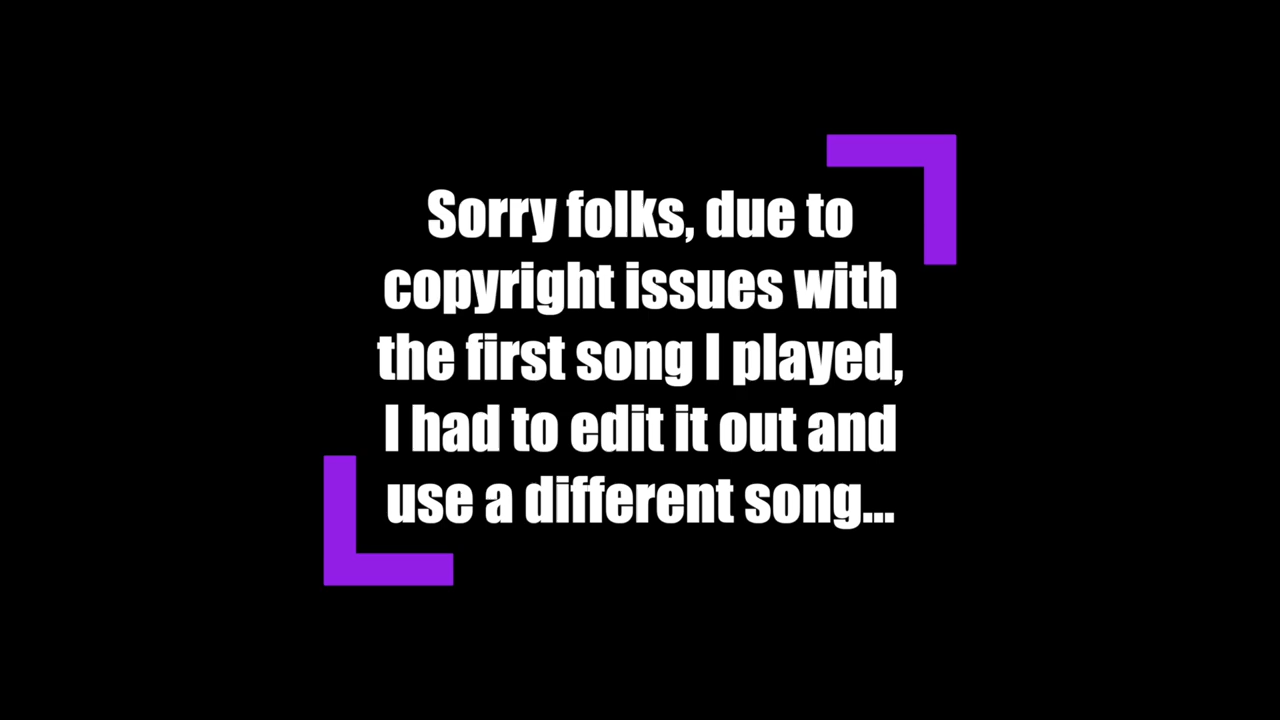 Sorry folks, due to
copyright issues with
the first song I played,
I had to edit it out and
use a different song...